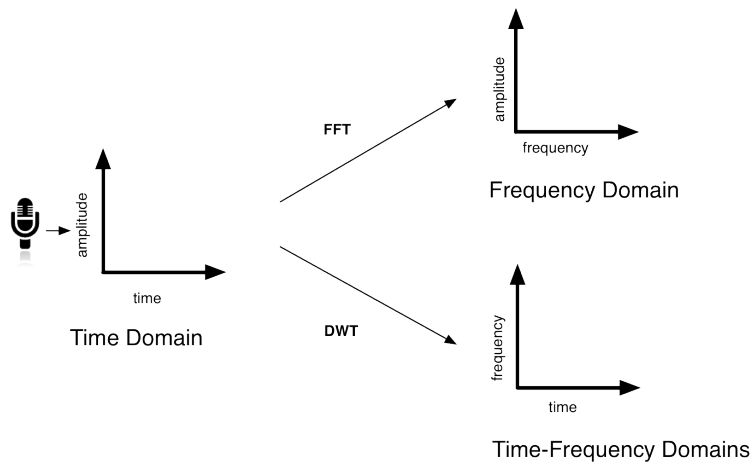 amplitude
time
Time Domain
FFT
DWT
amplitude
frequency
Frequency Domain
frequency
time
Time-Frequency Domains